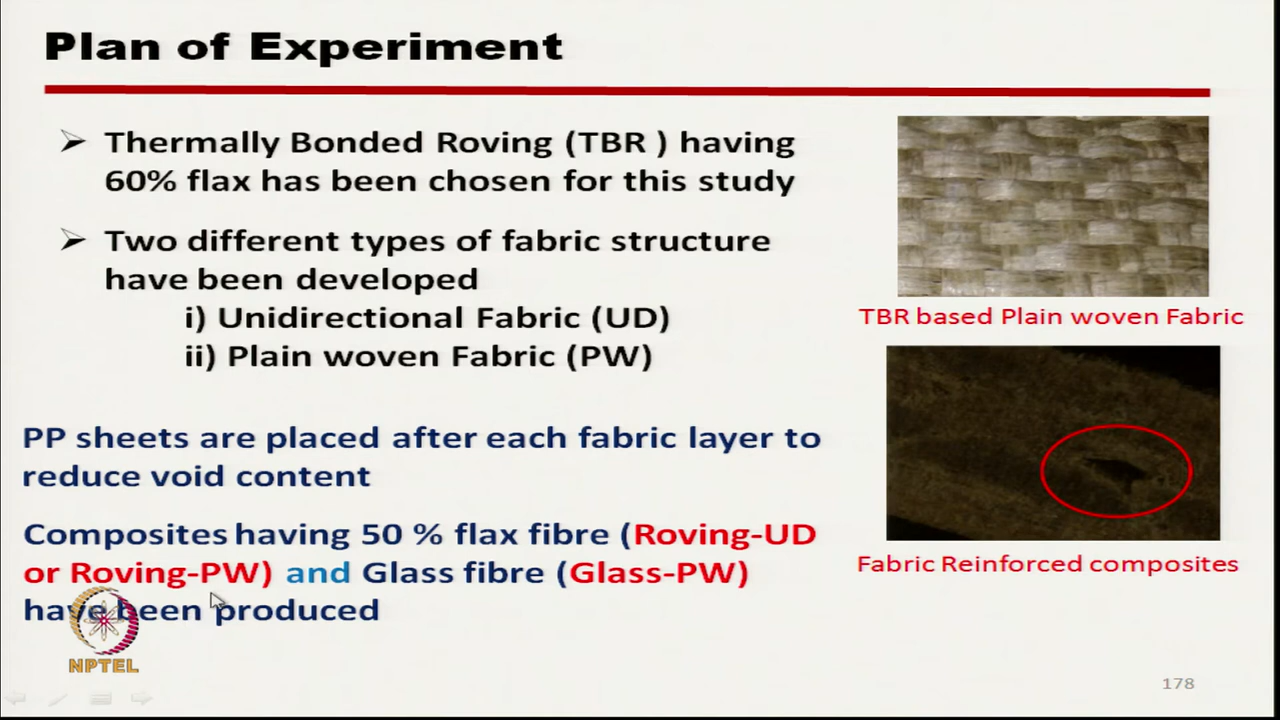 Plan of Experiment
Thermally Bonded Roving (TBR ) having
60% flax has been chosen for this study
Two different types of fabric structure
have been developed
i) Unidirectional Fabric (UD)
ii) Plain woven Fabric (PW)
PP sheets are placed after each fabric layer to
reduce void content
Composites having 50 % flax fibre (Roving-UD
or Roving-PW) and Glass fibre (Glass-PW)
have been produced
TBR based Plain woven Fabric
Fabric Reinforced composites
NPTEL
178